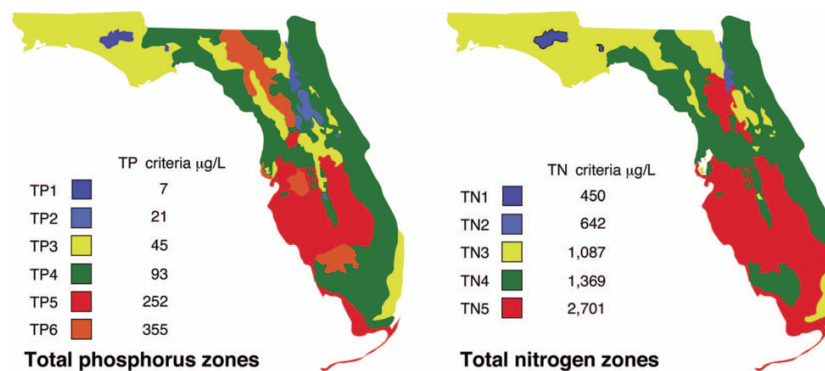 TP criteria µg/L
TP1 7
TP2 21
TP3 45
TP4 93
TP5 252
TP6 355
Total phosphorus zones
TN criteria µg/L
TN1 450
TN2 642
TN3 1,087
TN4 1,369
TN5 2,701
Total nitrogen zones